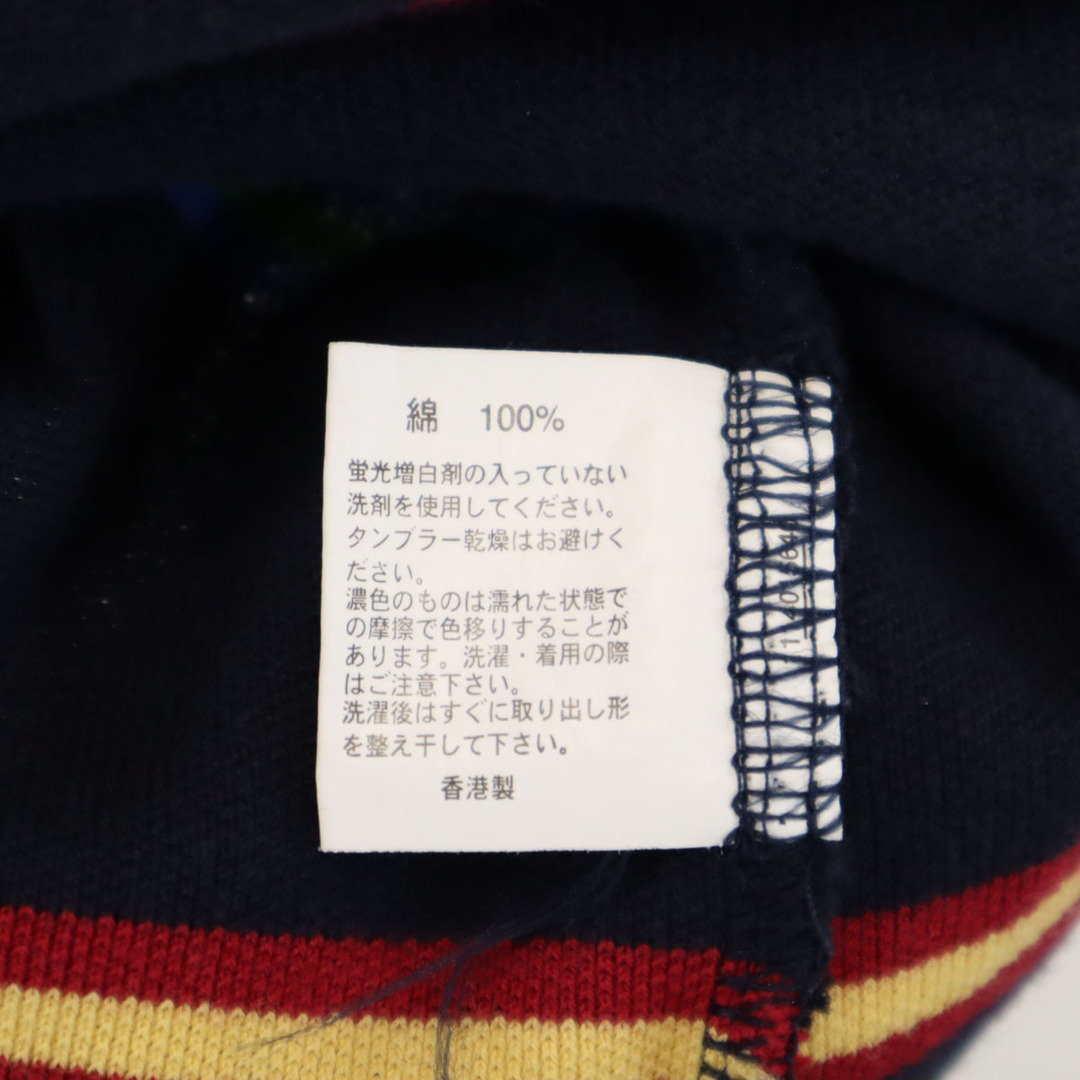 綿 100%
蛍光増白剤の入っていない
洗剤を使用してください。
タンブラー乾燥はお避けく
ださい。
濃色のものは濡れた状態で
の摩擦で色移りすることが
あります。洗濯・着用の際
はご注意下さい。
洗濯後はすぐに取り出し形
を整え干して下さい。
香港製